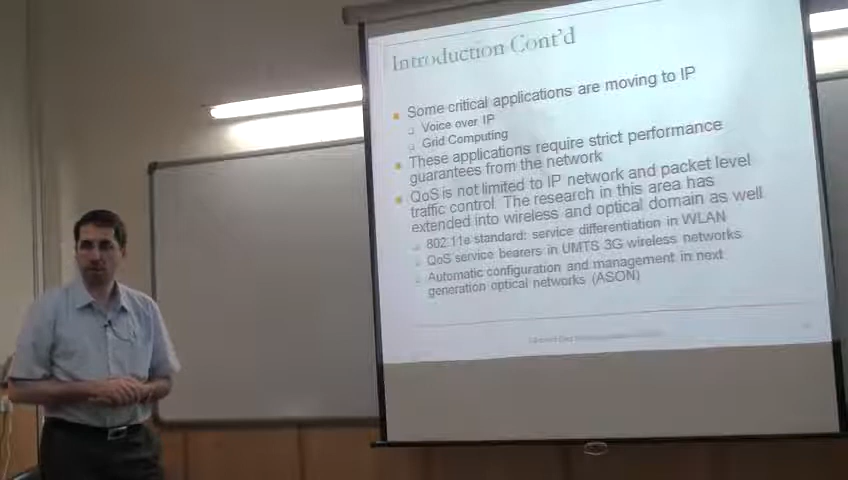 Introduction Cont'd
Some critical applications are moving to IP
Voice over IP
Grid Computing
These applications require strict performance
guarantees from the network
QoS is not limited to IP network and packet level
traffic control. The research in this area has
extended into wireless and optical domain as well
802.11e standard: service differentiation in WLAN
QoS service bearers in UMTS 3G wireless networks
Automatic configuration and management in next
generation optical networks (ASON)